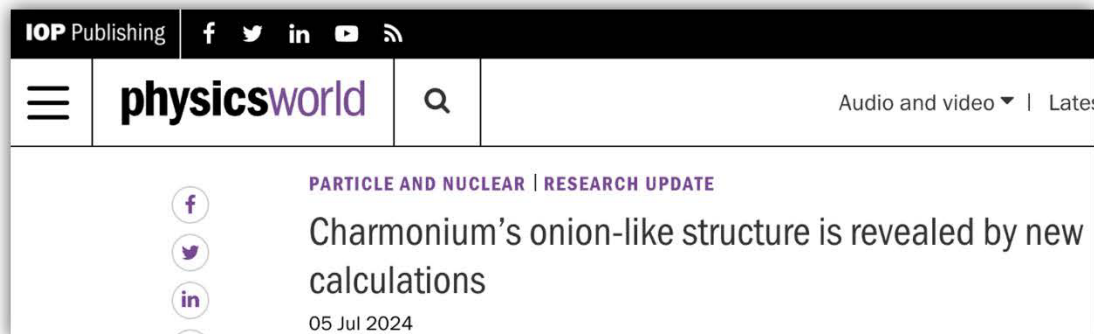 IOP Publishing
physicsworld
Audio and video
PARTICLE AND NUCLEAR | RESEARCH UPDATE
Charmonium’s onion-like structure is revealed by new
calculations
05 Jul 2024